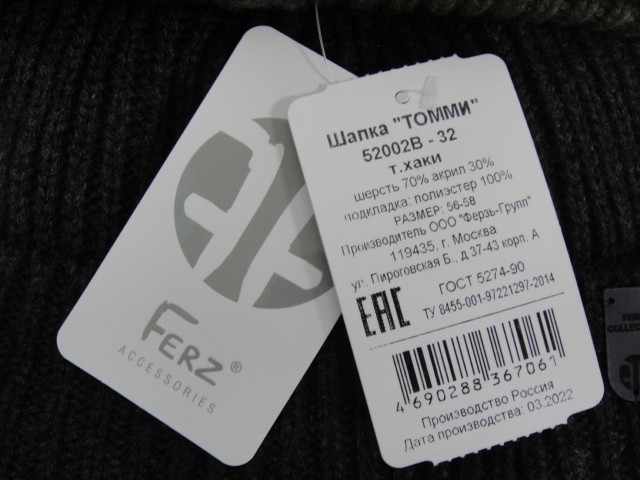 FERZ®
ACCESSORIES
Шапка "ТОММИ"
52002В - 32
т.хаки
шерсть 70% акрил 30%
подкладка: полиэстер 100%
РАЗМЕР: 56-58
Производитель ООО "Ферзь-Групп"
119435, г. Москва
ул. Пироговская Б., д 37-43 корп. А
ГОСТ 5274-90
ЕАС
ТУ 8455-001-97221297-2014
4 690288 367061
Производство Россия
Дата производства: 03.2022